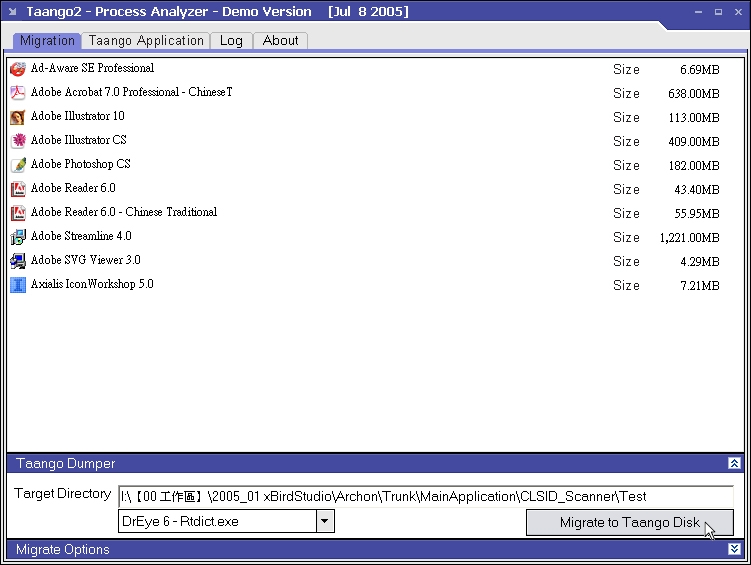 Taango2 - Process Analyzer - Demo Version [Jul 8 2005]
Migration Taango Application Log About
Ad-Aware SE Professional Size 6.69MB
Adobe Acrobat 7.0 Professional - ChineseT Size 638.00MB
Adobe Illustrator 10 Size 113.00MB
Adobe Illustrator CS Size 409.00MB
Adobe Photoshop CS Size 182.00MB
Adobe Reader 6.0 Size 43.40MB
Adobe Reader 6.0 - Chinese Traditional Size 55.95MB
Adobe Streamline 4.0 Size 1,221.00MB
Adobe SVG Viewer 3.0 Size 4.29MB
Axialis IconWorkshop 5.0 Size 7.21MB
Taango Dumper
Target Directory I:\【00 工作區】\2005_01 xBirdStudio\Archon\Trunk\MainApplication\CLSID_Scanner\Test
DrEye 6 - Rtdict.exe Migrate to Taango Disk
Migrate Options